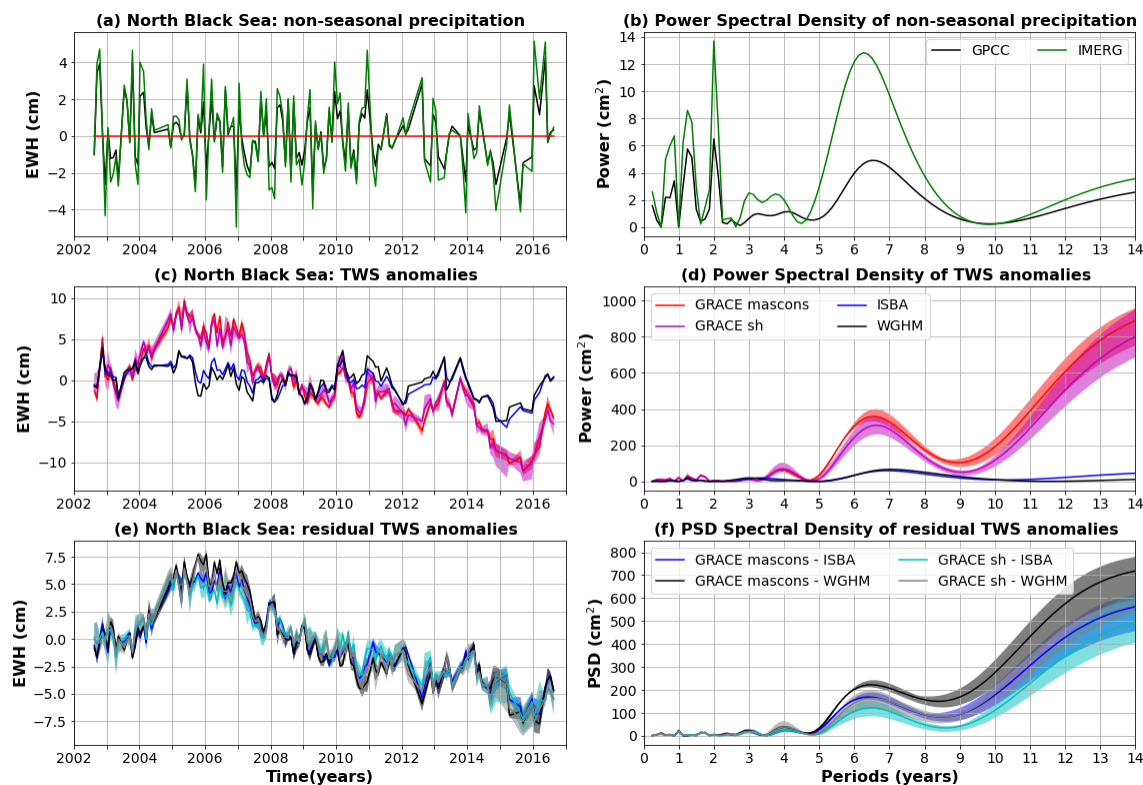 (a) North Black Sea: non-seasonal precipitation
EWH (cm)
4
2
0
−2
−4
2002 2004 2006 2008 2010 2012 2014 2016
(b) Power Spectral Density of non-seasonal precipitation
GPCC IMERG
Power (cm²)
14
12
10
8
6
4
2
0
0 1 2 3 4 5 6 7 8 9 10 11 12 13 14
(c) North Black Sea: TWS anomalies
EWH (cm)
10
5
0
−5
−10
2002 2004 2006 2008 2010 2012 2014 2016
(d) Power Spectral Density of TWS anomalies
GRACE mascons ISBA
GRACE sh WGHM
Power (cm²)
1000
800
600
400
200
0
0 1 2 3 4 5 6 7 8 9 10 11 12 13 14
(e) North Black Sea: residual TWS anomalies
EWH (cm)
7.5
5.0
2.5
0.0
−2.5
−5.0
−7.5
2002 2004 2006 2008 2010 2012 2014 2016
Time(years)
(f) PSD Spectral Density of residual TWS anomalies
GRACE mascons - ISBA GRACE sh - ISBA
GRACE mascons - WGHM GRACE sh - WGHM
PSD (cm²)
800
700
600
500
400
300
200
100
0
0 1 2 3 4 5 6 7 8 9 10 11 12 13 14
Periods (years)